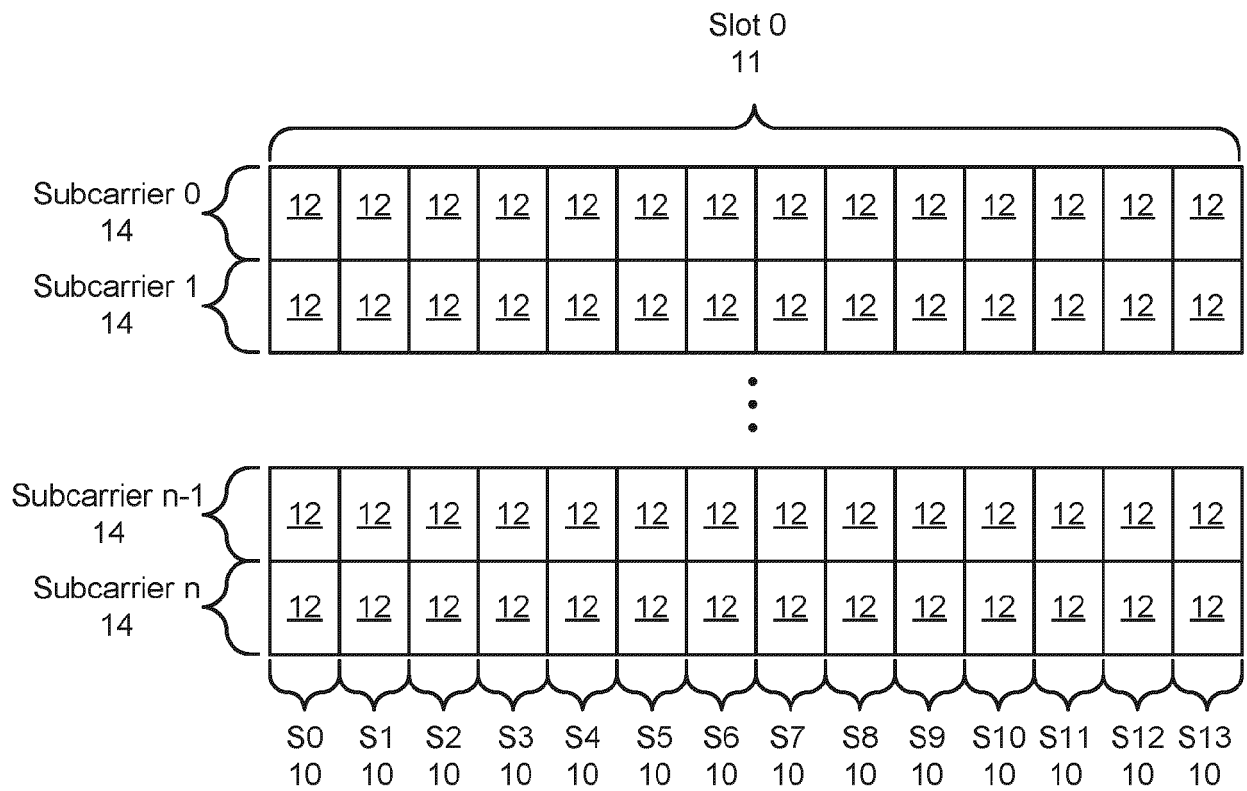 Slot 0
11
Subcarrier 0
14
12 12 12 12 12 12 12 12 12 12 12 12 12 12
Subcarrier 1
14
12 12 12 12 12 12 12 12 12 12 12 12 12 12
Subcarrier n-1
14
12 12 12 12 12 12 12 12 12 12 12 12 12 12
Subcarrier n
14
12 12 12 12 12 12 12 12 12 12 12 12 12 12
S0 S1 S2 S3 S4 S5 S6 S7 S8 S9 S10 S11 S12 S13
10 10 10 10 10 10 10 10 10 10 10 10 10 10